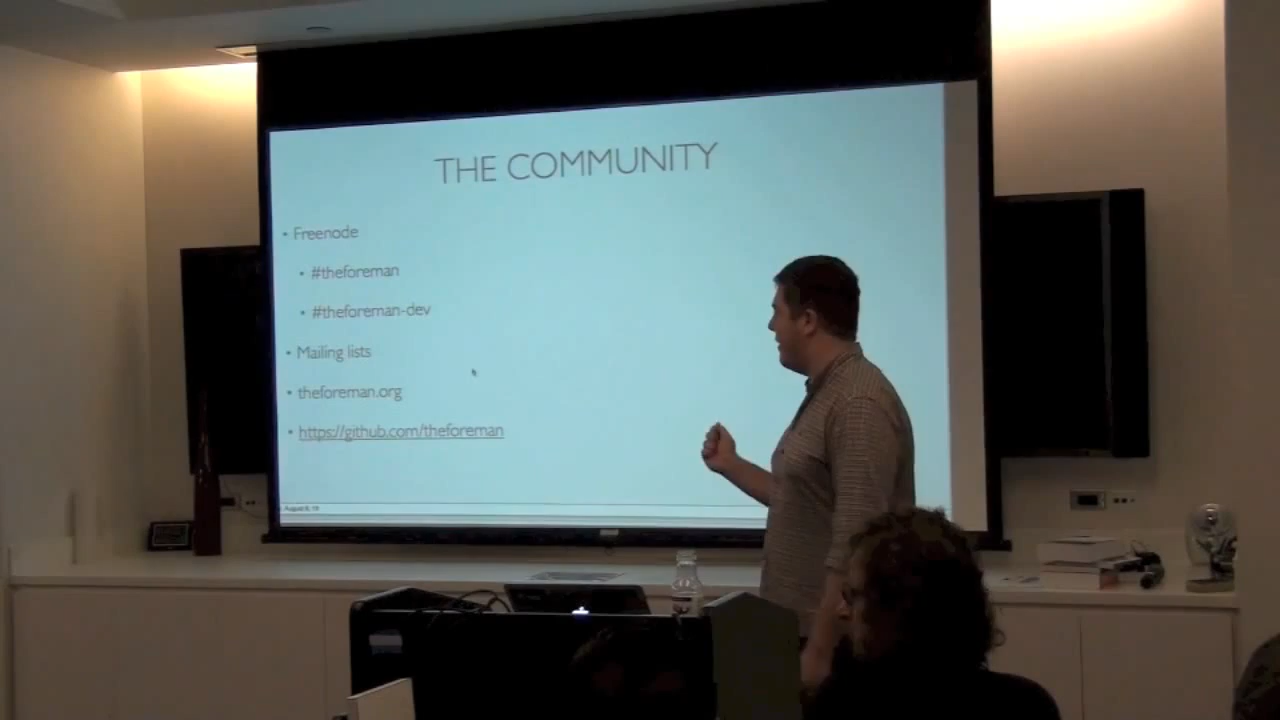 THE COMMUNITY
• Freenode
• #theforeman
• #theforeman-dev
• Mailing lists
• theforeman.org
• https://github.com/theforeman